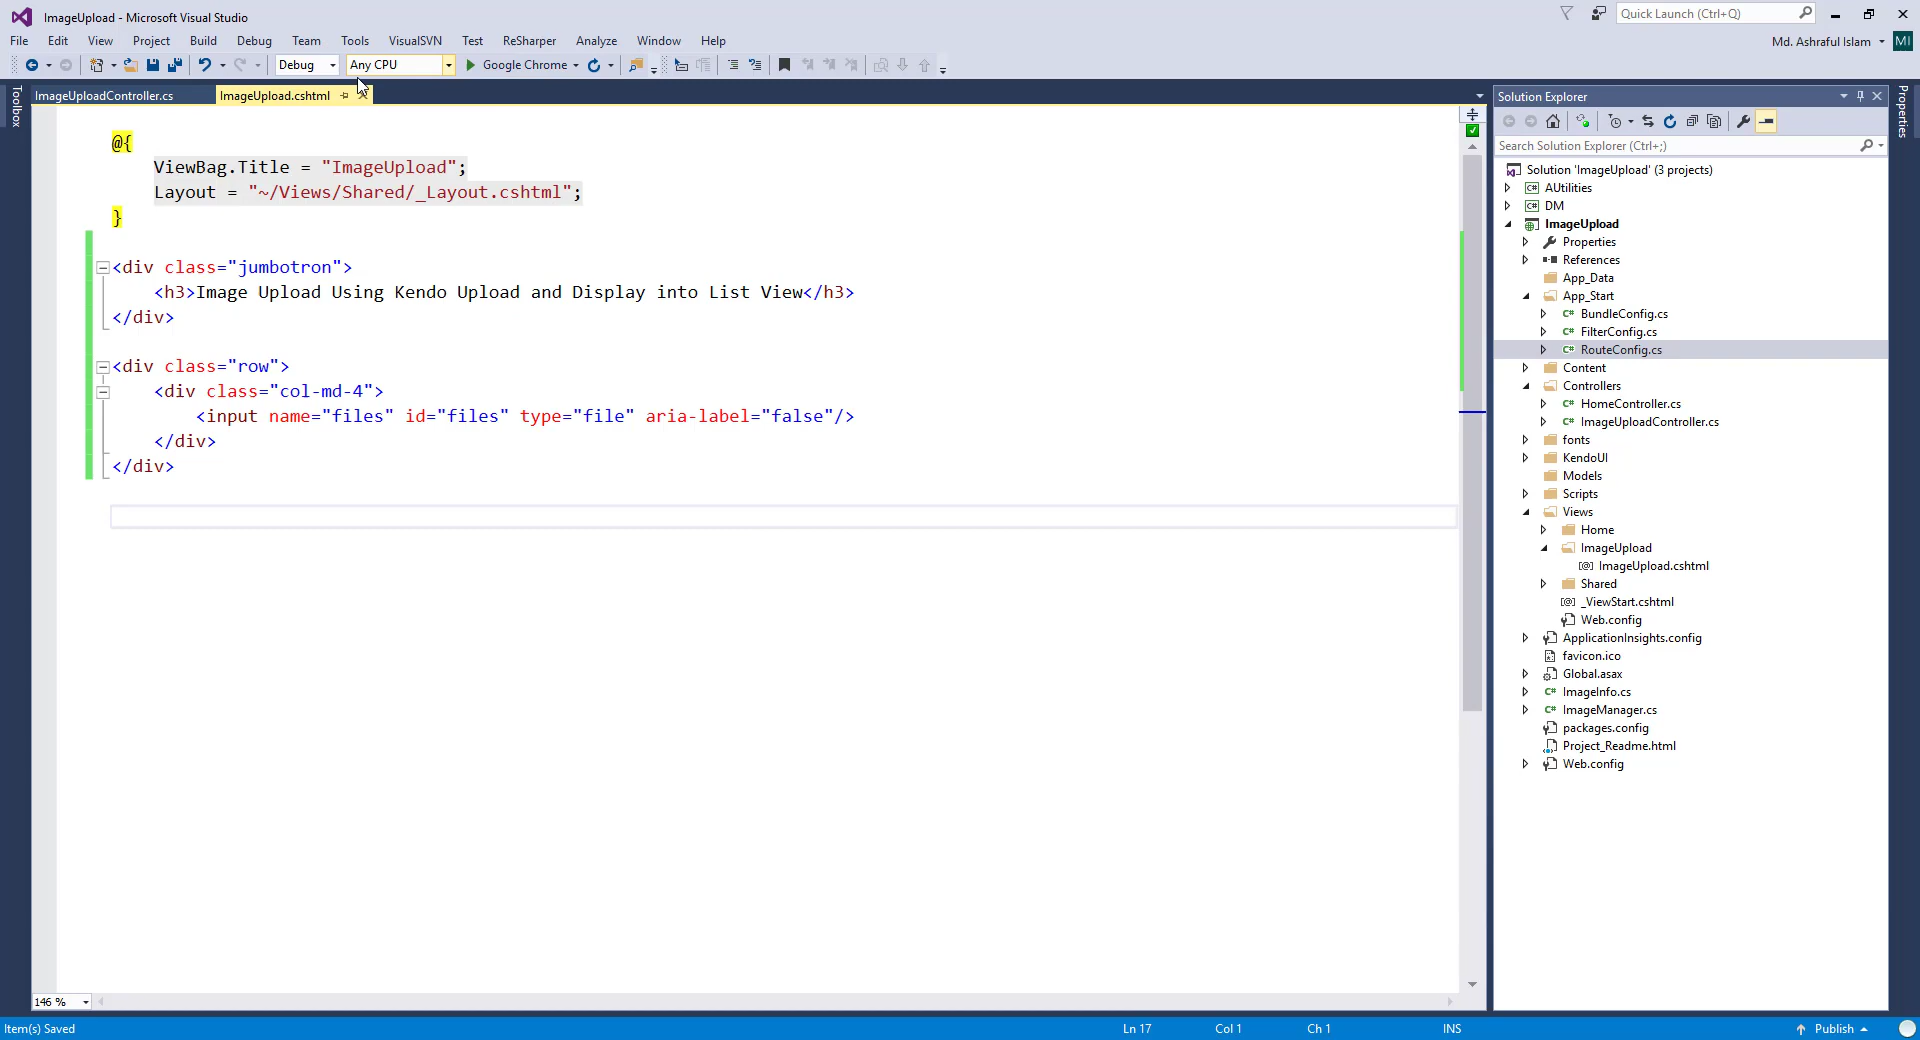 ImageUpload - Microsoft Visual Studio
Quick Launch (Ctrl+Q)
File Edit View Project Build Debug Team Tools VisualSVN Test ReSharper Analyze Window Help
Md. Ashraful Islam MI
Debug Any CPU Google Chrome
Toolbox
ImageUploadController.cs ImageUpload.cshtml
@{
ViewBag.Title = "ImageUpload";
Layout = "~/Views/Shared/_Layout.cshtml";
}
<div class="jumbotron">
<h3>Image Upload Using Kendo Upload and Display into List View</h3>
</div>
<div class="row">
<div class="col-md-4">
<input name="files" id="files" type="file" aria-label="false"/>
</div>
</div>
146 %
Solution Explorer
Search Solution Explorer (Ctrl+;)
Solution 'ImageUpload' (3 projects)
AUtilities
DM
ImageUpload
Properties
References
App_Data
App_Start
BundleConfig.cs
FilterConfig.cs
RouteConfig.cs
Content
Controllers
HomeController.cs
ImageUploadController.cs
fonts
KendoUI
Models
Scripts
Views
Home
ImageUpload
ImageUpload.cshtml
Shared
_ViewStart.cshtml
Web.config
ApplicationInsights.config
favicon.ico
Global.asax
ImageInfo.cs
ImageManager.cs
packages.config
Project_Readme.html
Web.config
Properties
Item(s) Saved
Ln 17 Col 1 Ch 1 INS
Publish